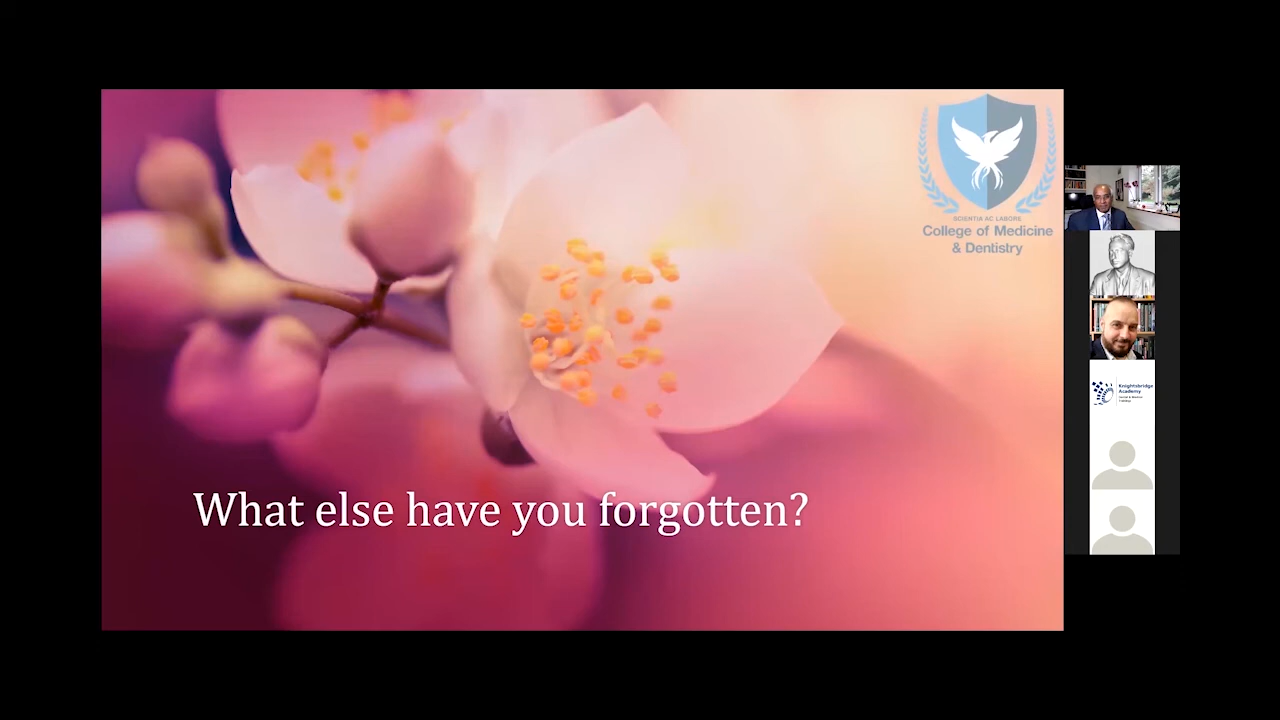 SCIENTIA AC LABORE
College of Medicine
& Dentistry
What else have you forgotten?
Knightsbridge
Academy